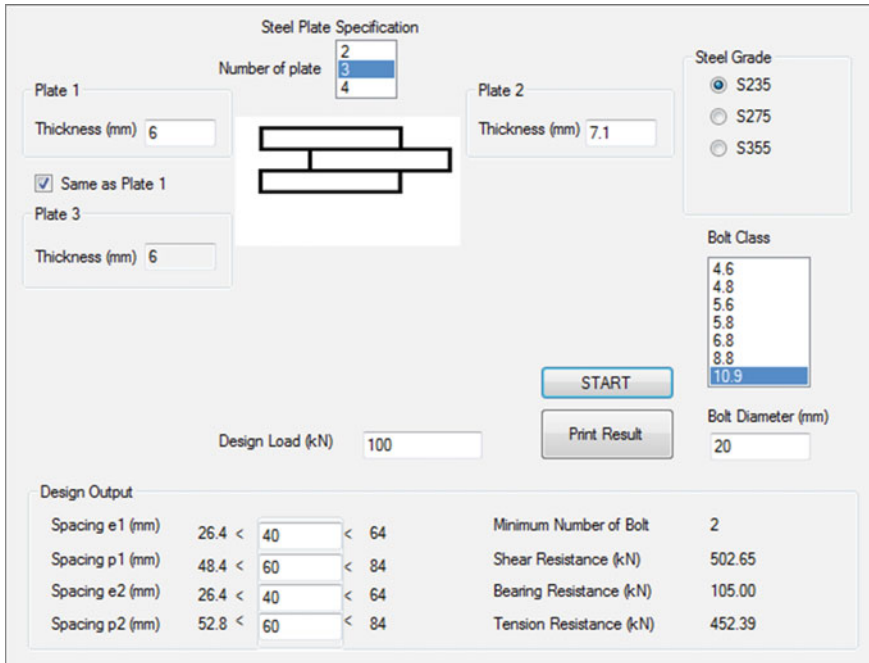 Steel Plate Specification
Number of plate
2
3
4
Plate 1
Thickness (mm) 6
Same as Plate 1
Plate 3
Thickness (mm) 6
Plate 2
Thickness (mm) 7.1
Steel Grade
S235
S275
S355
Bolt Class
4.6
4.8
5.6
5.8
6.8
8.8
10.9
START
Print Result
Bolt Diameter (mm)
20
Design Load (kN) 100
Design Output
Spacing e1 (mm) 26.4 < 40 < 64
Spacing p1 (mm) 48.4 < 60 < 84
Spacing e2 (mm) 26.4 < 40 < 64
Spacing p2 (mm) 52.8 < 60 < 84
Minimum Number of Bolt 2
Shear Resistance (kN) 502.65
Bearing Resistance (kN) 105.00
Tension Resistance (kN) 452.39